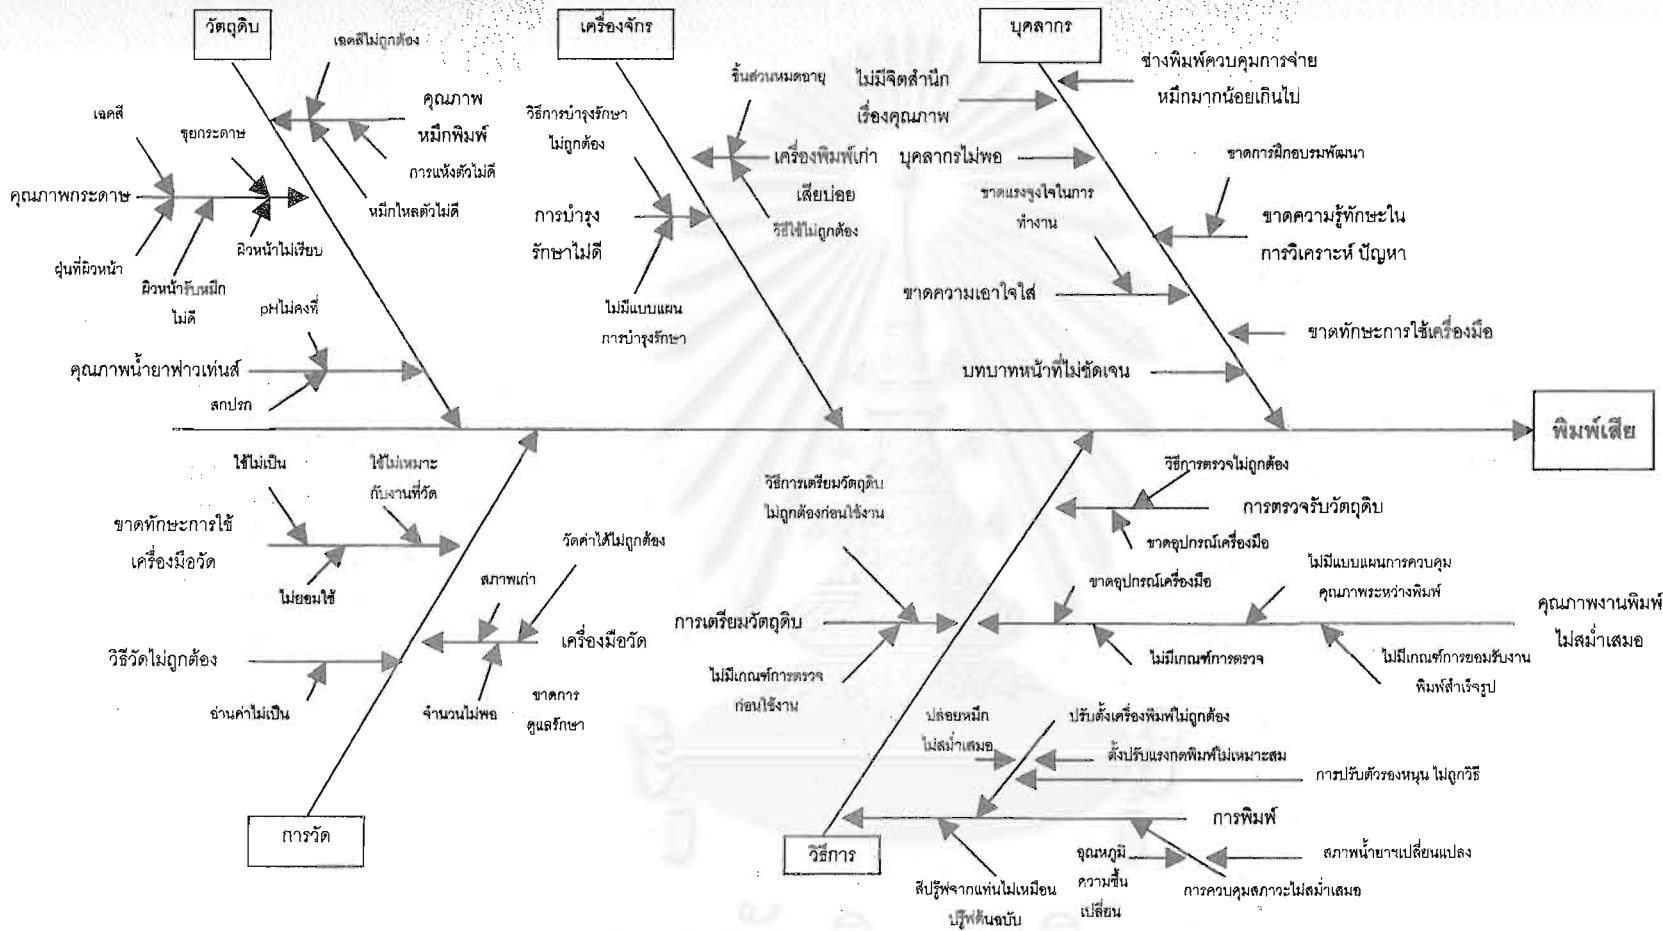 วัตถุดิบ
เฉดสีไม่ถูกต้อง
คุณภาพ
หมึกพิมพ์
การแห้งตัวไม่ดี
หมึกไหลตัวไม่ดี
เฉดสี
ขุยกระดาษ
คุณภาพกระดาษ
ฝุ่นที่ผิวหน้า
ผิวหน้ารับหมึก
ไม่ดี
ผิวหน้าไม่เรียบ
pHไม่คงที่
คุณภาพน้ำยาฟาวเท่นส์
สกปรก
เครื่องจักร
ชิ้นส่วนหมดอายุ
วิธีการบำรุงรักษา
ไม่ถูกต้อง
เครื่องพิมพ์เก่า
เสียบ่อย
วิธีใช้ไม่ถูกต้อง
การบำรุง
รักษาไม่ดี
ไม่มีแบบแผน
การบำรุงรักษา
บุคลากร
ช่างพิมพ์ควบคุมการจ่าย
หมึกมากน้อยเกินไป
ไม่มีจิตสำนึก
เรื่องคุณภาพ
บุคลากรไม่พอ
ขาดการฝึกอบรมพัฒนา
ขาดแรงจูงใจในการ
ทำงาน
ขาดความรู้ทักษะใน
การวิเคราะห์ ปัญหา
ขาดความเอาใจใส่
ขาดทักษะการใช้เครื่องมือ
บทบาทหน้าที่ไม่ชัดเจน
พิมพ์เสีย
ใช้ไม่เป็น
ใช้ไม่เหมาะ
กับงานที่วัด
ขาดทักษะการใช้
เครื่องมือวัด
ไม่ยอมใช้
วัดค่าได้ไม่ถูกต้อง
สภาพเก่า
เครื่องมือวัด
วิธีวัดไม่ถูกต้อง
อ่านค่าไม่เป็น
จำนวนไม่พอ
ขาดการ
ดูแลรักษา
การวัด
วิธีการเตรียมวัตถุดิบ
ไม่ถูกต้องก่อนใช้งาน
วิธีการตรวจไม่ถูกต้อง
การตรวจรับวัตถุดิบ
ขาดอุปกรณ์เครื่องมือ
ขาดอุปกรณ์เครื่องมือ
ไม่มีแบบแผนการควบคุม
คุณภาพระหว่างพิมพ์
คุณภาพงานพิมพ์
ไม่สม่ำเสมอ
การเตรียมวัตถุดิบ
ไม่มีเกณฑ์การตรวจ
ก่อนใช้งาน
ไม่มีเกณฑ์การตรวจ
ไม่มีเกณฑ์การยอมรับงาน
พิมพ์สำเร็จรูป
ปล่อยหมึก
ไม่สม่ำเสมอ
ปรับตั้งเครื่องพิมพ์ไม่ถูกต้อง
ตั้งปรับแรงกดพิมพ์ไม่เหมาะสม
การปรับตัวรองหนุน ไม่ถูกวิธี
การพิมพ์
วิธีการ
สีปรู๊ฟจากแท่นไม่เหมือน
ปรู๊ฟต้นฉบับ
อุณหภูมิ
ความชื้น
เปลี่ยน
สภาพน้ำยาฯเปลี่ยนแปลง
การควบคุมสภาวะไม่สม่ำเสมอ